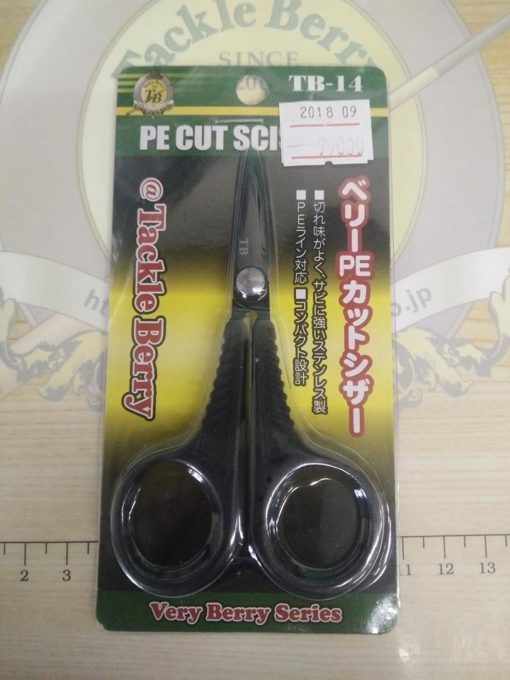 Tackle Berry
SINCE
TB
TB-14
2018 09
99000
PE CUT SCIS
ベリーPEカットシザー
■切れ味がよく、サビに強いステンレス製
■PEライン対応 ■コンパクト設計
@Tackle Berry
TB
Very Berry Series
2 3
11 12 13